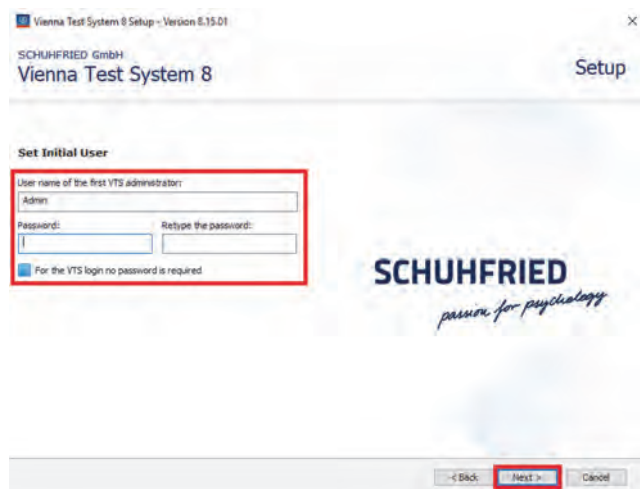 Vienna Test System 8 Setup - Version 8.15.01
SCHUHFRIED GmbH
Vienna Test System 8
Setup
Set Initial User
User name of the first VTS administrator:
Admin
Password: Retype the password:
For the VTS login no password is required
SCHUHFRIED
passion for psychology
< Back Next > Cancel